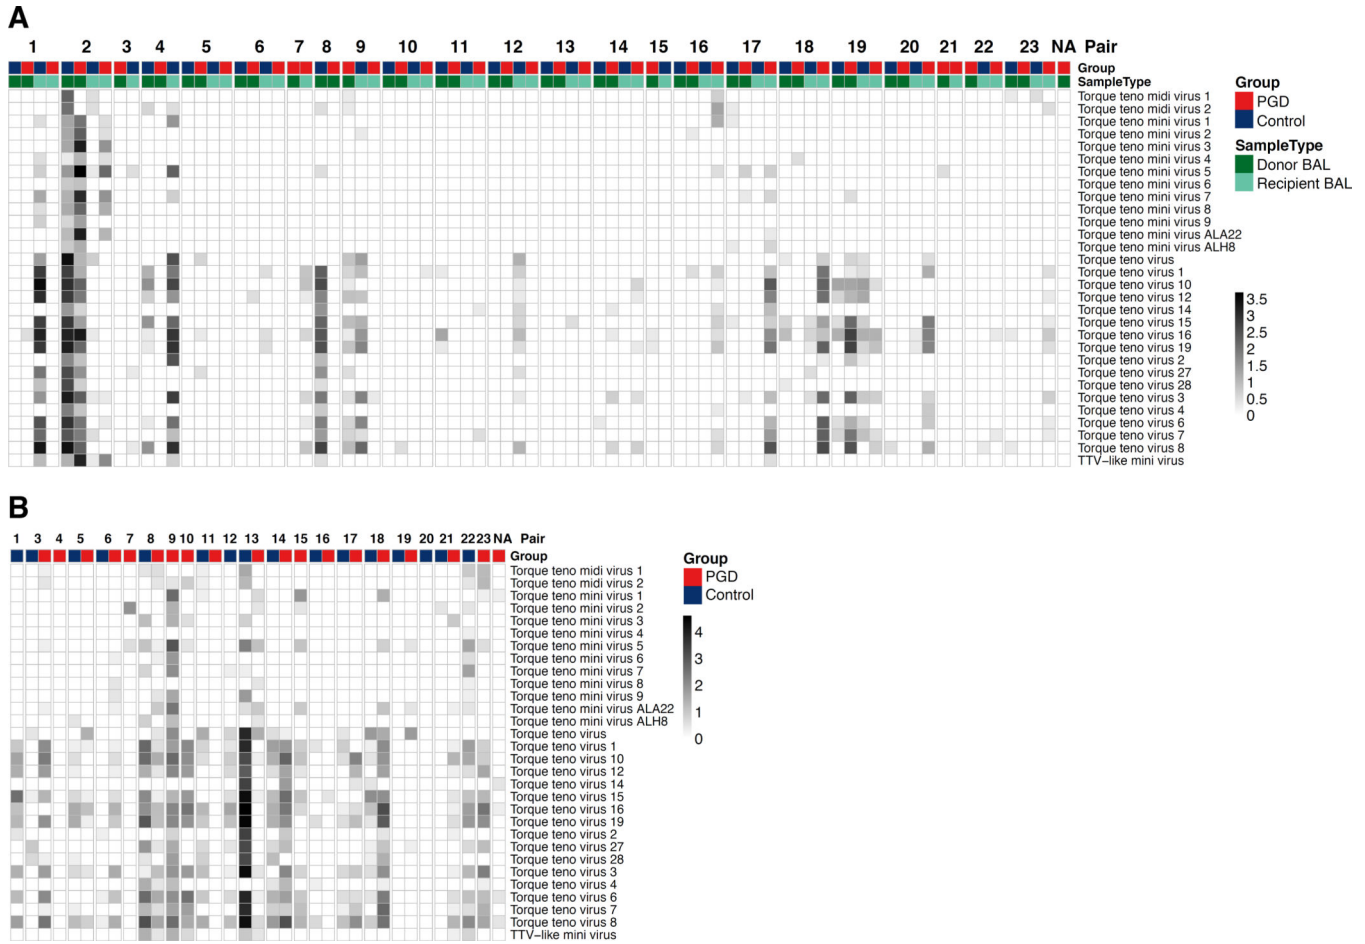 A
1 2 3 4 5 6 7 8 9 10 11 12 13 14 15 16 17 18 19 20 21 22 23 NA Pair
Group
SampleType
Torque teno midi virus 1
Torque teno midi virus 2
Torque teno mini virus 1
Torque teno mini virus 2
Torque teno mini virus 3
Torque teno mini virus 4
Torque teno mini virus 5
Torque teno mini virus 6
Torque teno mini virus 7
Torque teno mini virus 8
Torque teno mini virus 9
Torque teno mini virus ALA22
Torque teno mini virus ALH8
Torque teno virus
Torque teno virus 1
Torque teno virus 10
Torque teno virus 12
Torque teno virus 14
Torque teno virus 15
Torque teno virus 16
Torque teno virus 19
Torque teno virus 2
Torque teno virus 27
Torque teno virus 28
Torque teno virus 3
Torque teno virus 4
Torque teno virus 6
Torque teno virus 7
Torque teno virus 8
TTV−like mini virus
Group
PGD
Control
SampleType
Donor BAL
Recipient BAL
3.5
3
2.5
2
1.5
1
0.5
0
B
1 3 4 5 6 7 8 9 10 11 12 13 14 15 16 17 18 19 20 21 22 23 NA Pair
Group
Torque teno midi virus 1
Torque teno midi virus 2
Torque teno mini virus 1
Torque teno mini virus 2
Torque teno mini virus 3
Torque teno mini virus 4
Torque teno mini virus 5
Torque teno mini virus 6
Torque teno mini virus 7
Torque teno mini virus 8
Torque teno mini virus 9
Torque teno mini virus ALA22
Torque teno mini virus ALH8
Torque teno virus
Torque teno virus 1
Torque teno virus 10
Torque teno virus 12
Torque teno virus 14
Torque teno virus 15
Torque teno virus 16
Torque teno virus 19
Torque teno virus 2
Torque teno virus 27
Torque teno virus 28
Torque teno virus 3
Torque teno virus 4
Torque teno virus 6
Torque teno virus 7
Torque teno virus 8
TTV−like mini virus
Group
PGD
Control
4
3
2
1
0